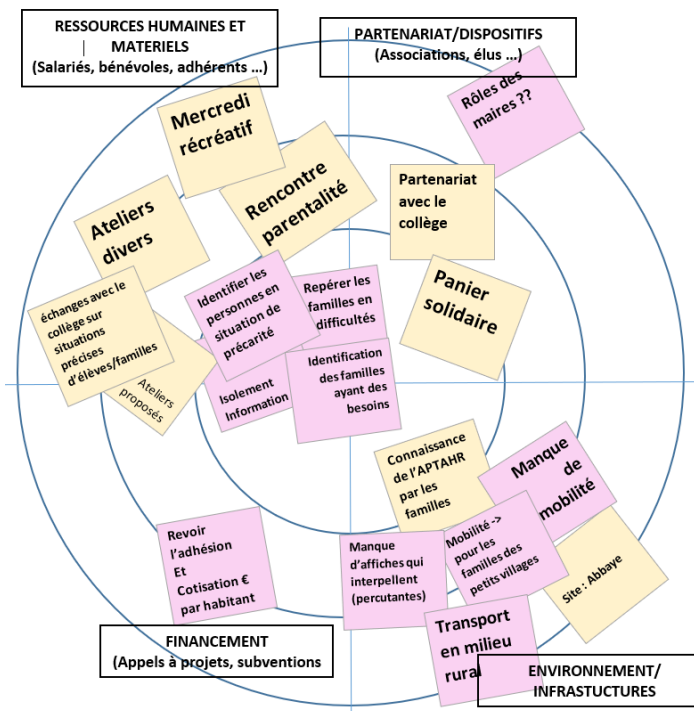 RESSOURCES HUMAINES ET
MATERIELS
(Salariés, bénévoles, adhérents …)
PARTENARIAT/DISPOSITIFS
(Associations, élus …)
Rôles des
maires ??
Mercredi
récréatif
Rencontre
parentalité
Partenariat
avec le
collège
Ateliers
divers
Panier
solidaire
échanges avec le
collège sur
situations
précises
d'élèves/familles
Ateliers
proposés
Identifier les
personnes en
situation de
précarité
Repérer les
familles en
difficultés
Isolement
Information
Identification
des familles
ayant des
besoins
Connaissance
de l'APTAHR
par les
familles
Manque
de
mobilité
Revoir
l'adhésion
Et
Cotisation €
par habitant
Manque
d'affiches qui
interpellent
(percutantes)
Mobilité ->
pour les
familles des
petits villages
Site : Abbaye
Transport
en milieu
rural
FINANCEMENT
(Appels à projets, subventions
ENVIRONNEMENT/
INFRASTUCTURES